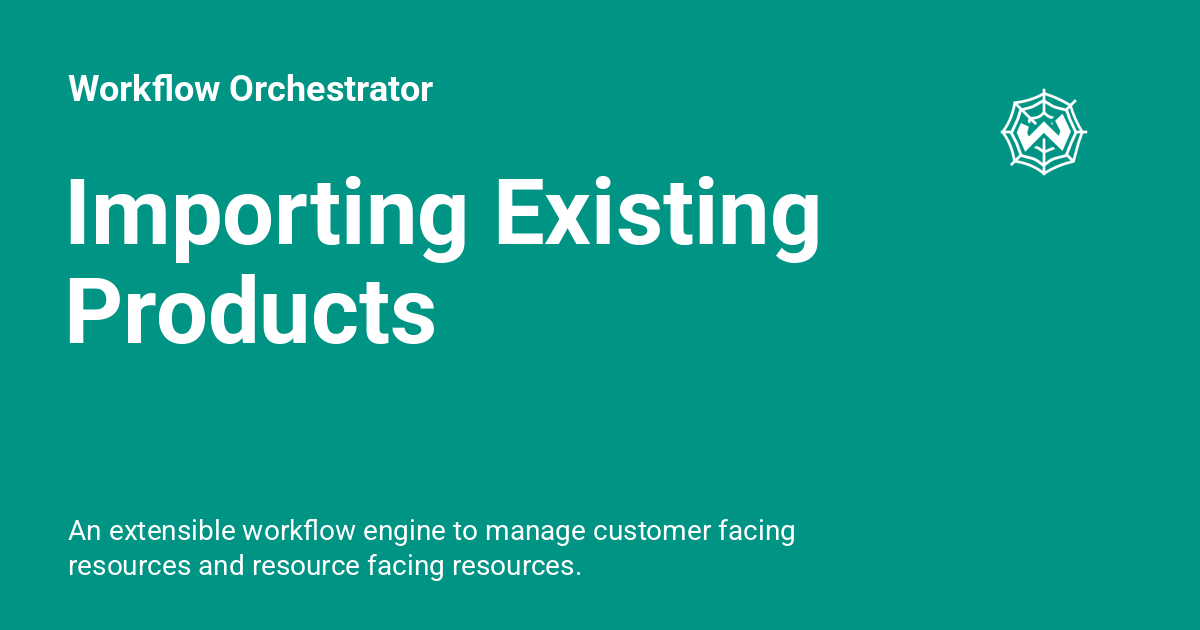 Workflow Orchestrator
W
Importing Existing
Products
An extensible workflow engine to manage customer facing
resources and resource facing resources.